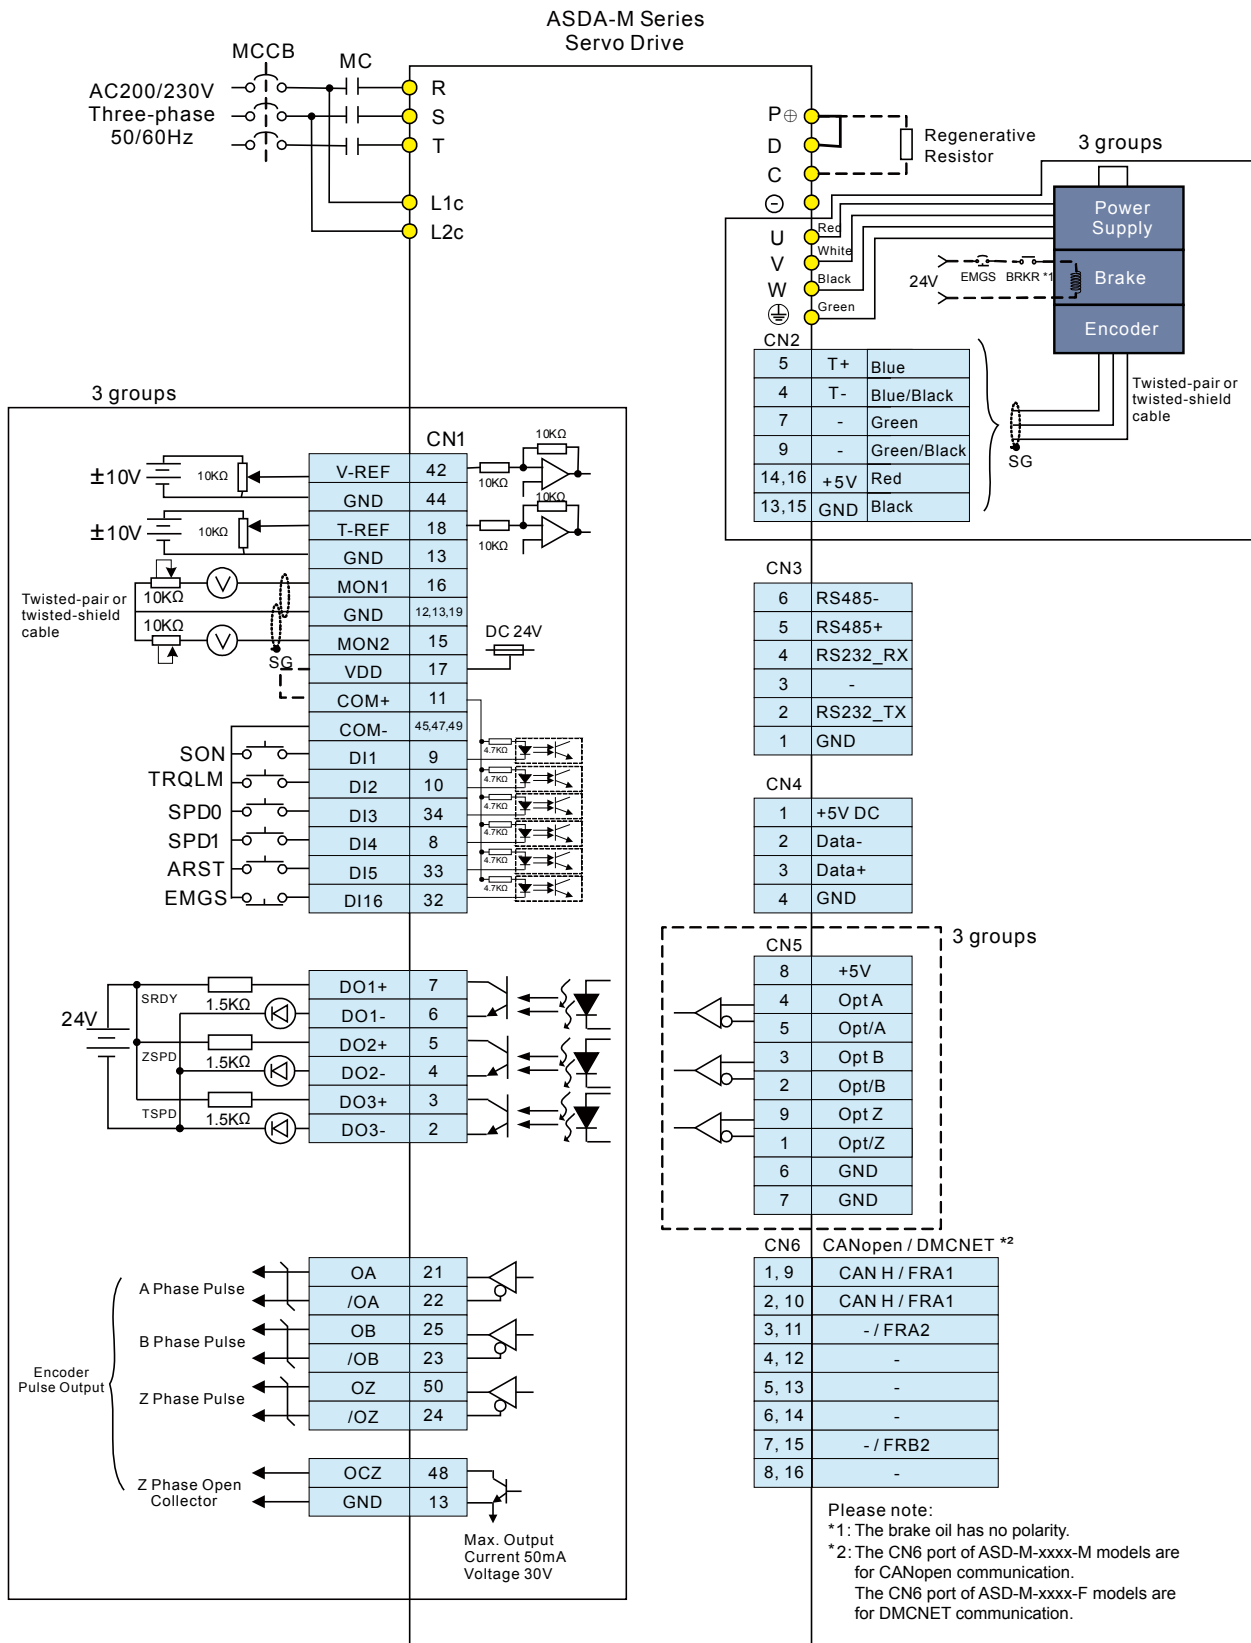 ASDA-M Series
Servo Drive
MCCB
MC
AC200/230V
Three-phase
50/60Hz
R
S
T
L1c
L2c
P⊕
D
C
⊖
U
V
W
Regenerative
Resistor
3 groups
Red
White
Black
Green
Power
Supply
Brake
Encoder
24V
EMGS
BRKR *1
CN2
5 T+ Blue
4 T- Blue/Black
7 - Green
9 - Green/Black
14,16 +5V Red
13,15 GND Black
Twisted-pair or
twisted-shield
cable
SG
3 groups
CN1
±10V
10KΩ
V-REF 42
10KΩ
10KΩ
GND 44
±10V
10KΩ
T-REF 18
10KΩ
10KΩ
GND 13
MON1 16
10KΩ
V
Twisted-pair or
twisted-shield
cable
GND 12,13,19
10KΩ
V
MON2 15
SG
DC 24V
VDD 17
COM+ 11
COM- 45,47,49
SON DI1 9 4.7KΩ
TRQLM DI2 10 4.7KΩ
SPD0 DI3 34 4.7KΩ
SPD1 DI4 8 4.7KΩ
ARST DI5 33 4.7KΩ
EMGS DI16 32 4.7KΩ
24V
SRDY
1.5KΩ
DO1+ 7
DO1- 6
ZSPD
1.5KΩ
DO2+ 5
DO2- 4
TSPD
1.5KΩ
DO3+ 3
DO3- 2
Encoder
Pulse Output
A Phase Pulse
OA 21
/OA 22
B Phase Pulse
OB 25
/OB 23
Z Phase Pulse
OZ 50
/OZ 24
Z Phase Open
Collector
OCZ 48
GND 13
Max. Output
Current 50mA
Voltage 30V
CN3
6 RS485-
5 RS485+
4 RS232_RX
3 -
2 RS232_TX
1 GND
CN4
1 +5V DC
2 Data-
3 Data+
4 GND
3 groups
CN5
8 +5V
4 Opt A
5 Opt/A
3 Opt B
2 Opt/B
9 Opt Z
1 Opt/Z
6 GND
7 GND
CN6 CANopen / DMCNET *2
1, 9 CAN H / FRA1
2, 10 CAN H / FRA1
3, 11 - / FRA2
4, 12 -
5, 13 -
6, 14 -
7, 15 - / FRB2
8, 16 -
Please note:
*1: The brake oil has no polarity.
*2: The CN6 port of ASD-M-xxxx-M models are
for CANopen communication.
The CN6 port of ASD-M-xxxx-F models are
for DMCNET communication.